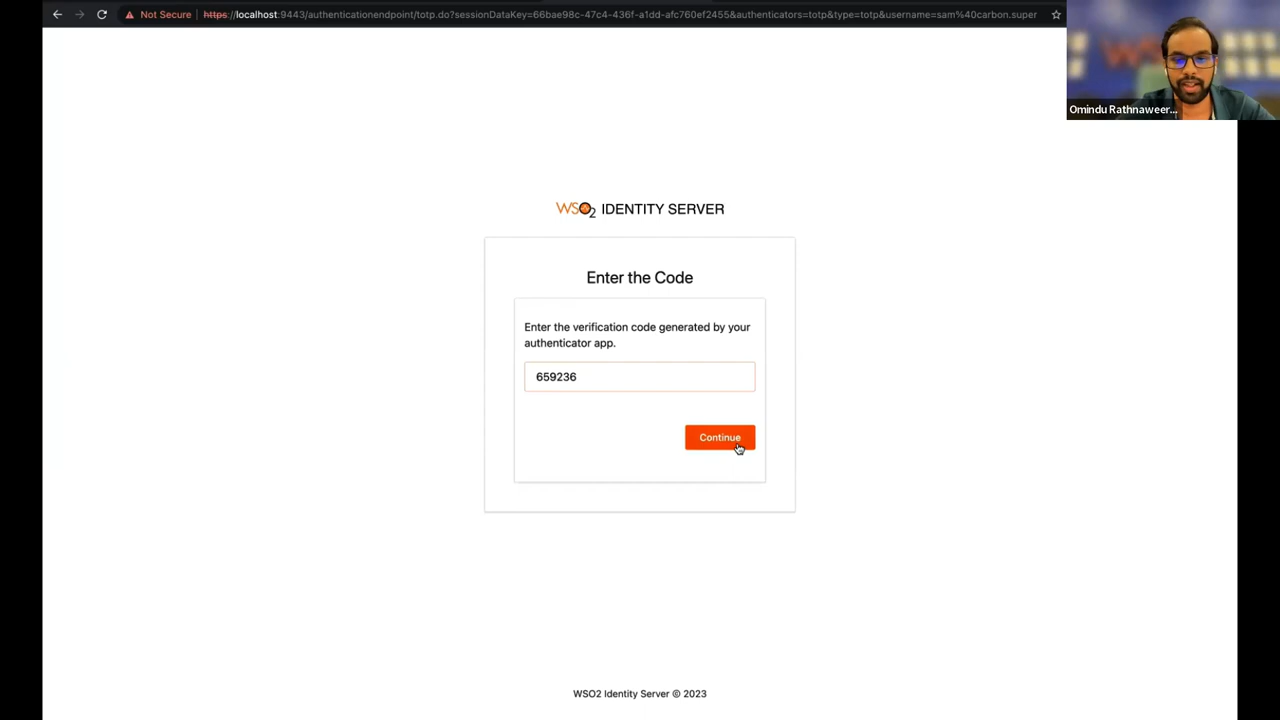 Not Secure
https://localhost:9443/authenticationendpoint/totp.do?sessionDataKey=66bae98c-47c4-436f-a1dd-afc760ef2455&authenticators=totp&type=totp&username=sam%40carbon.super
Omindu Rathnaweer...
WSO2 IDENTITY SERVER
Enter the Code
Enter the verification code generated by your
authenticator app.
659236
Continue
WSO2 Identity Server © 2023